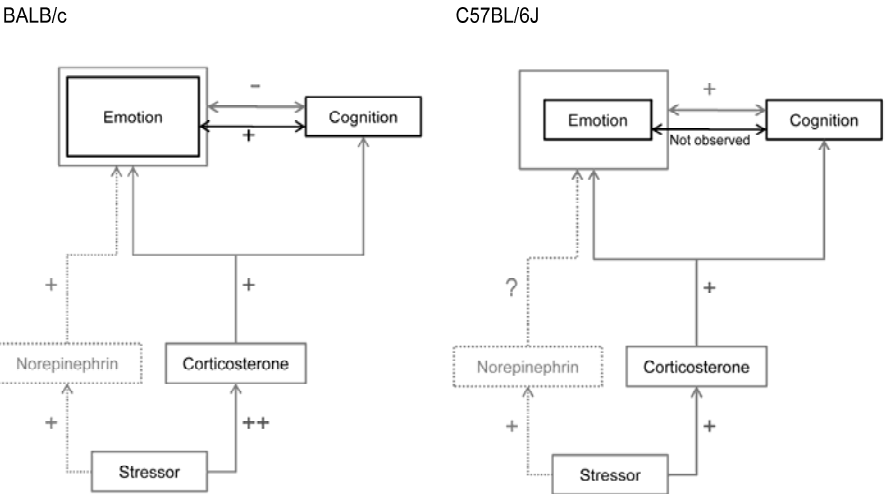 BALB/c
Emotion
−
+
Cognition
+
+
Norepinephrin
Corticosterone
+
++
Stressor
C57BL/6J
Emotion
+
Not observed
Cognition
?
+
Norepinephrin
Corticosterone
+
+
Stressor